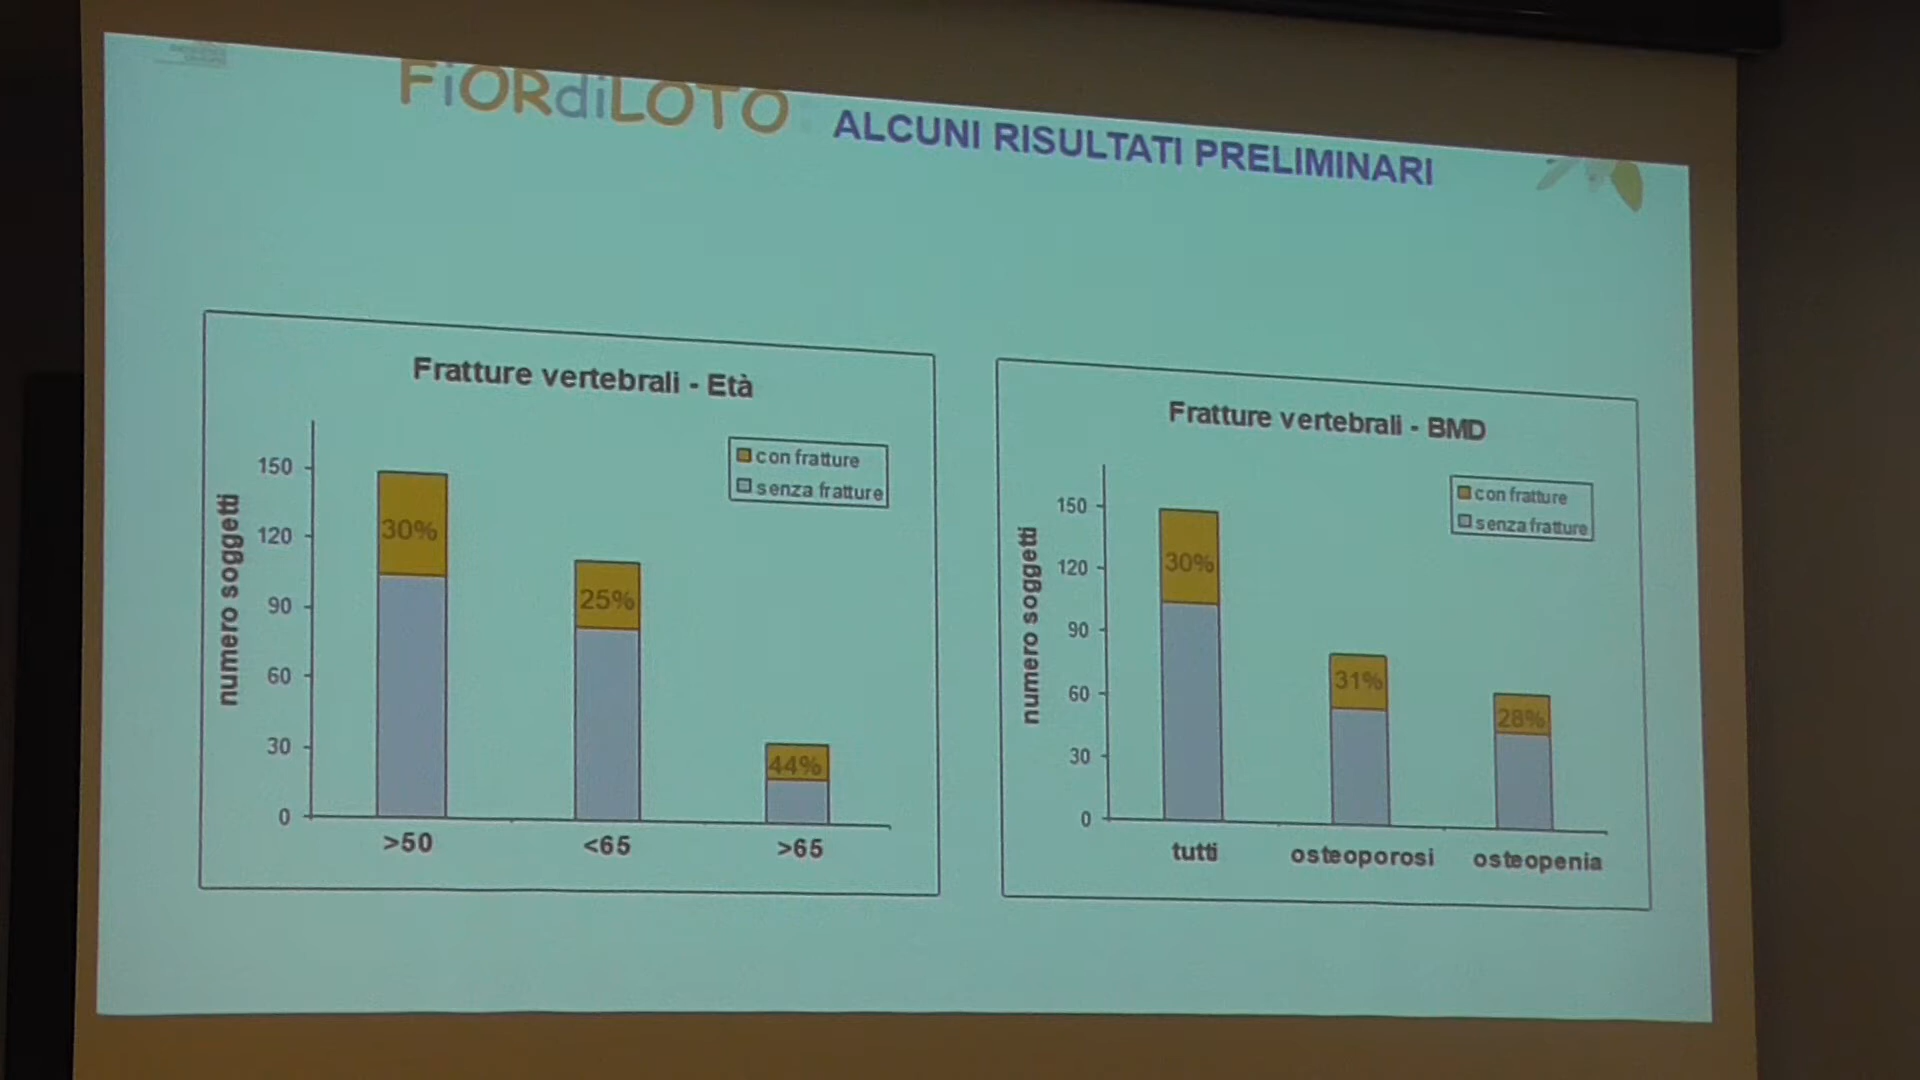 FiORdiLOTO
ALCUNI RISULTATI PRELIMINARI
Fratture vertebrali - Età
con fratture
senza fratture
numero soggetti
150
120
90
60
30
0
30%
25%
44%
>50
<65
>65
Fratture vertebrali - BMD
con fratture
senza fratture
numero soggetti
150
120
90
60
30
0
30%
31%
28%
tutti
osteoporosi
osteopenia